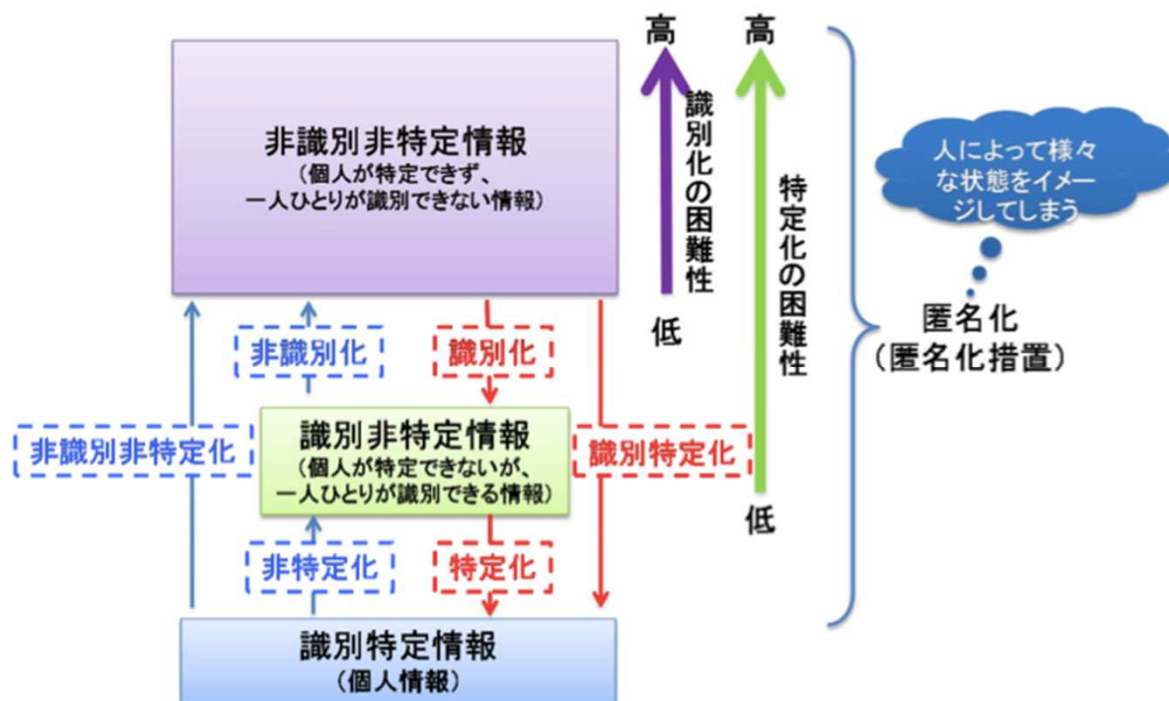 高
高
非識別非特定情報
（個人が特定できず、
一人ひとりが識別できない情報）
識別化の困難性
特定化の困難性
低
低
人によって様々
な状態をイメー
ジしてしまう
匿名化
（匿名化措置）
非識別化
識別化
非識別非特定化
識別非特定情報
（個人が特定できないが、
一人ひとりが識別できる情報）
識別特定化
非特定化
特定化
識別特定情報
（個人情報）